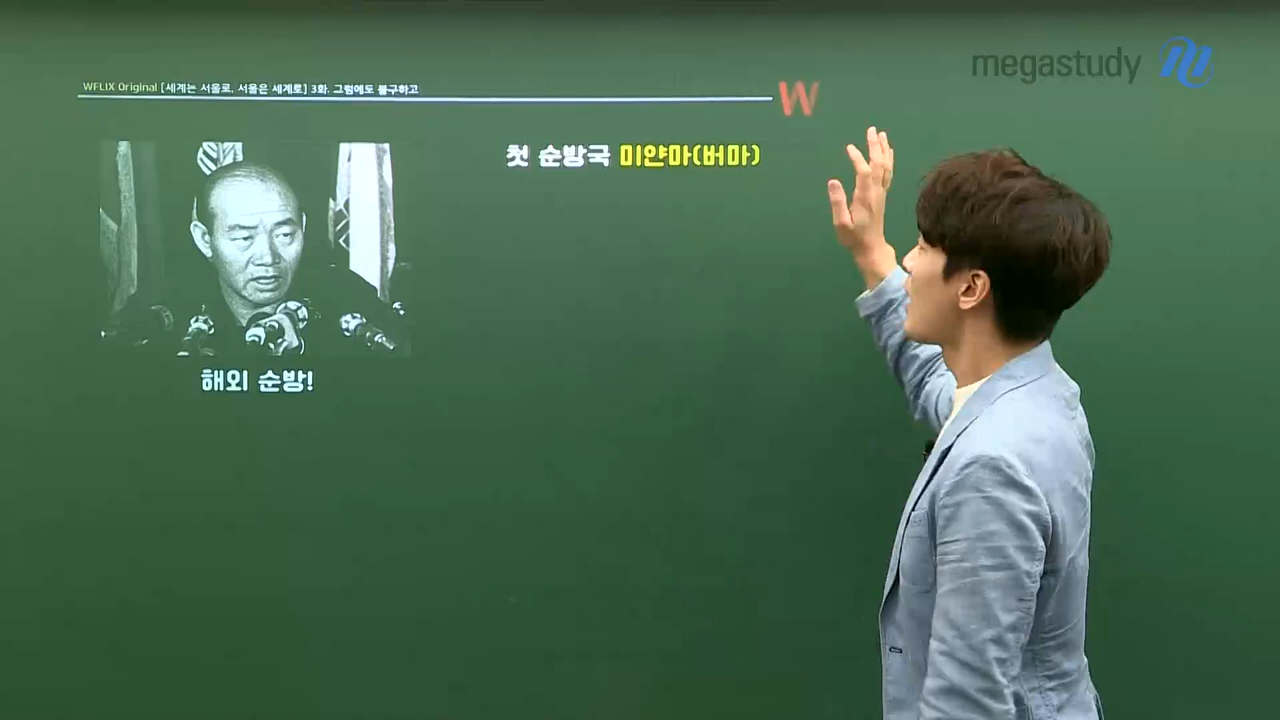 megastudy
WFLIX Original [세계는 서울로, 서울은 세계로] 3화. 그럼에도 불구하고
W
첫 순방국 미얀마(버마)
해외 순방!